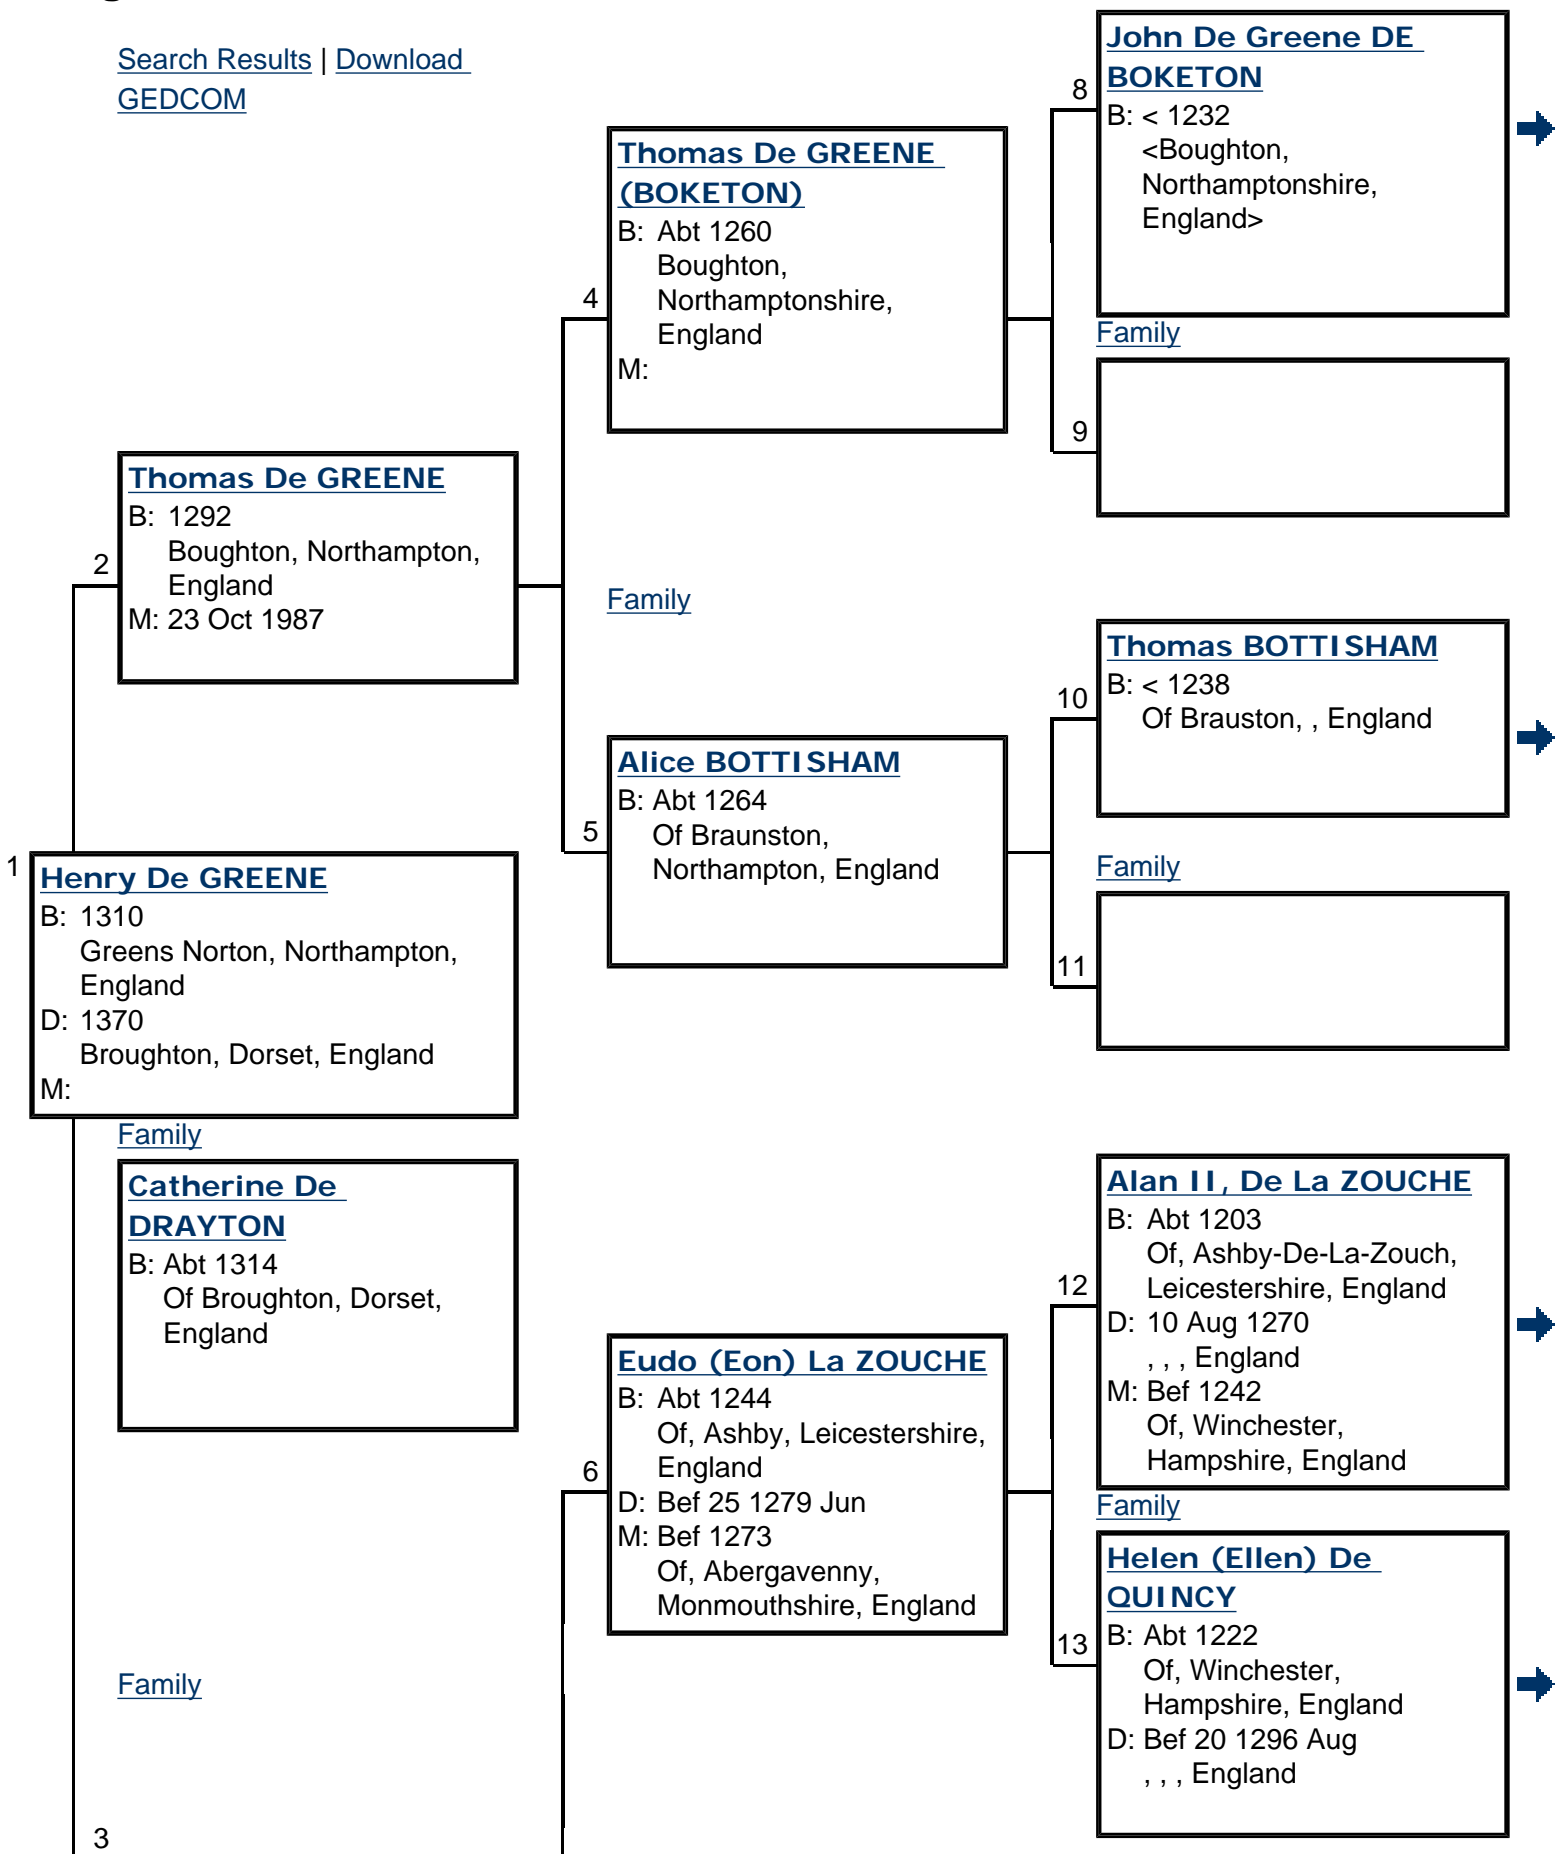 Search Results | Download
GEDCOM
1
Henry De GREENE
B: 1310
Greens Norton, Northampton,
England
D: 1370
Broughton, Dorset, England
M:
Family
Catherine De
DRAYTON
B: Abt 1314
Of Broughton, Dorset,
England
2
Thomas De GREENE
B: 1292
Boughton, Northampton,
England
M: 23 Oct 1987
Family
3
4
Thomas De GREENE
(BOKETON)
B: Abt 1260
Boughton,
Northamptonshire,
England
M:
Family
5
Alice BOTTISHAM
B: Abt 1264
Of Braunston,
Northampton, England
6
Eudo (Eon) La ZOUCHE
B: Abt 1244
Of, Ashby, Leicestershire,
England
D: Bef 25 1279 Jun
M: Bef 1273
Of, Abergavenny,
Monmouthshire, England
8
John De Greene DE
BOKETON
B: < 1232
<Boughton,
Northamptonshire,
England>
Family
9
10
Thomas BOTTISHAM
B: < 1238
Of Brauston, , England
Family
11
12
Alan II, De La ZOUCHE
B: Abt 1203
Of, Ashby-De-La-Zouch,
Leicestershire, England
D: 10 Aug 1270
, , , England
M: Bef 1242
Of, Winchester,
Hampshire, England
Family
13
Helen (Ellen) De
QUINCY
B: Abt 1222
Of, Winchester,
Hampshire, England
D: Bef 20 1296 Aug
, , , England